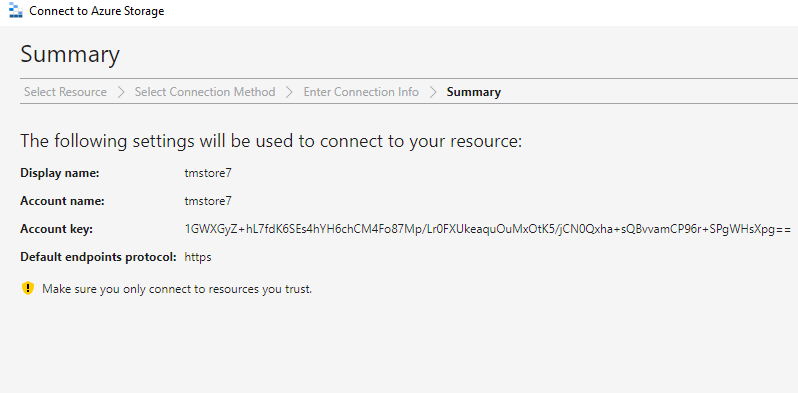 Connect to Azure Storage
Summary
Select Resource > Select Connection Method > Enter Connection Info > Summary
The following settings will be used to connect to your resource:
Display name: tmstore7
Account name: tmstore7
Account key: 1GWXGyZ+hL7fdK6SEs4hYH6chCM4Fo87Mp/Lr0FXUkeaquOuMxOtK5/jCN0Qxha+sQBvvamCP96r+SPgWHsXpg==
Default endpoints protocol: https
Make sure you only connect to resources you trust.